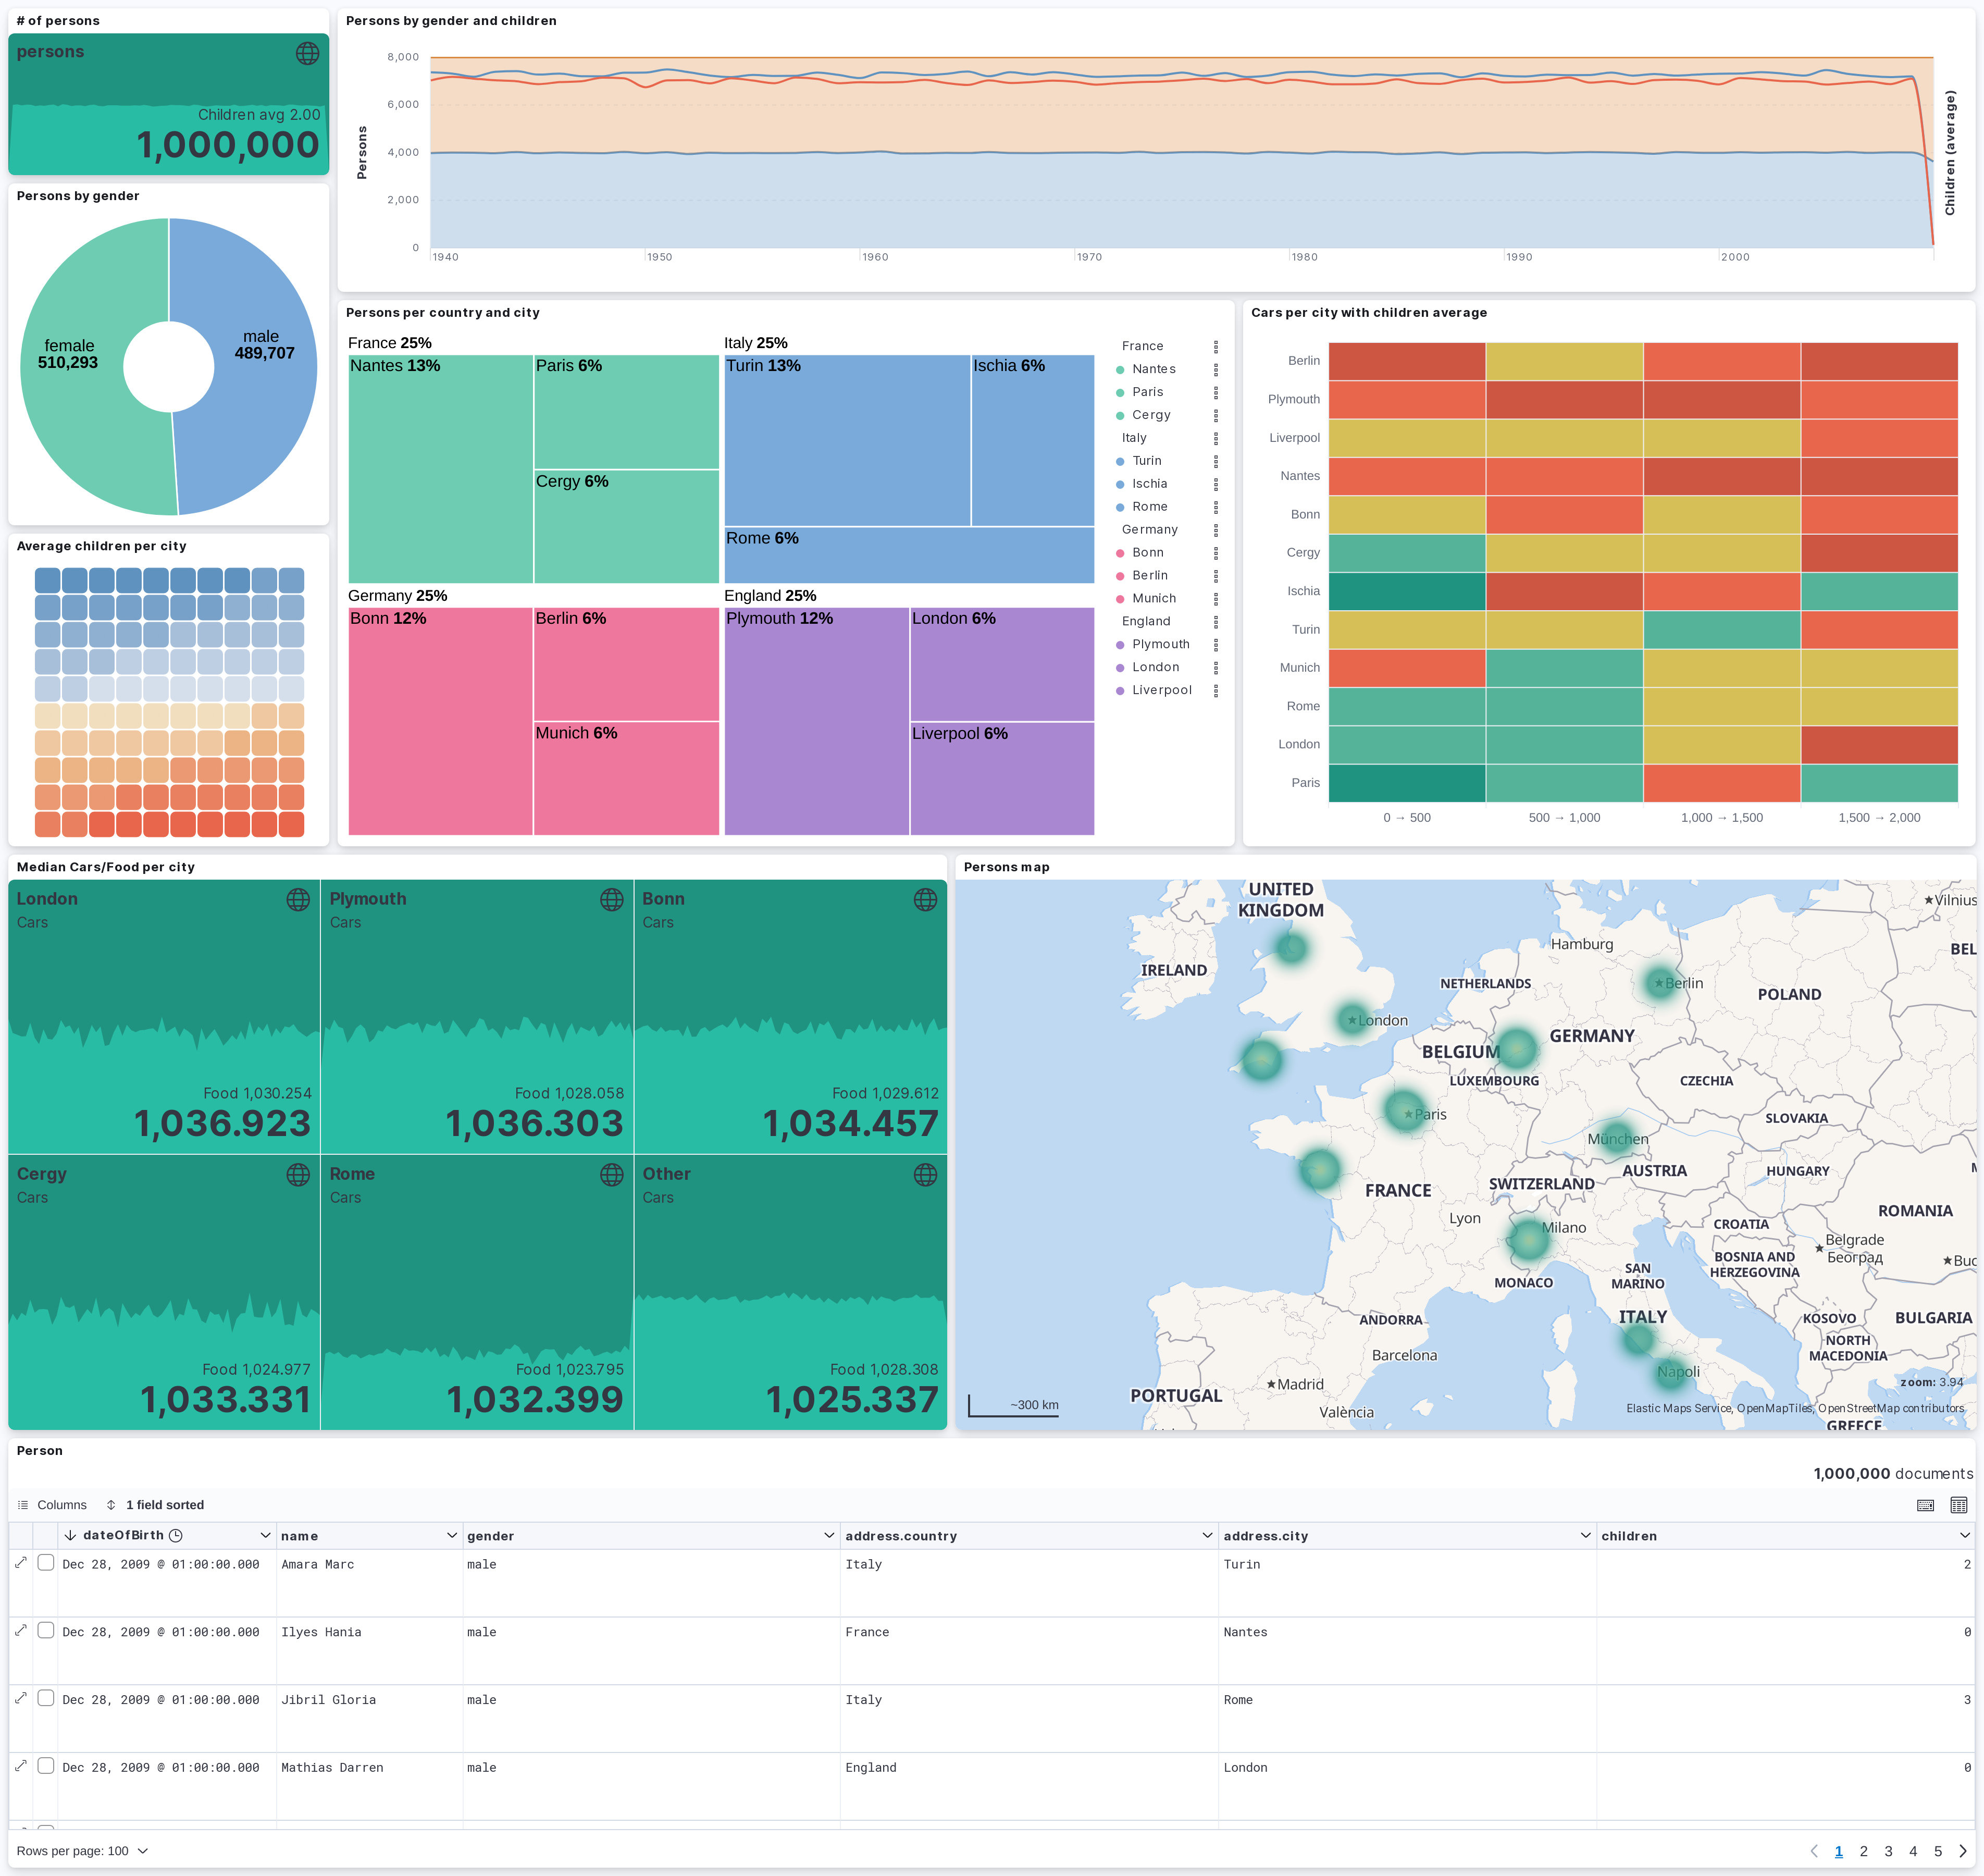 # of persons
persons
Children avg 2.00
1,000,000
Persons by gender and children
Persons
8,000
6,000
4,000
2,000
0
1940
1950
1960
1970
1980
1990
2000
Children (average)
Persons by gender
female
510,293
male
489,707
Average children per city
Persons per country and city
France 25%
Nantes 13%
Paris 6%
Cergy 6%
Italy 25%
Turin 13%
Ischia 6%
Rome 6%
Germany 25%
Bonn 12%
Berlin 6%
Munich 6%
England 25%
Plymouth 12%
London 6%
Liverpool 6%
France
Nantes
Paris
Cergy
Italy
Turin
Ischia
Rome
Germany
Bonn
Berlin
Munich
England
Plymouth
London
Liverpool
Cars per city with children average
Berlin
Plymouth
Liverpool
Nantes
Bonn
Cergy
Ischia
Turin
Munich
Rome
London
Paris
0 → 500
500 → 1,000
1,000 → 1,500
1,500 → 2,000
Median Cars/Food per city
London
Cars
Food 1,030.254
1,036.923
Plymouth
Cars
Food 1,028.058
1,036.303
Bonn
Cars
Food 1,029.612
1,034.457
Cergy
Cars
Food 1,024.977
1,033.331
Rome
Cars
Food 1,023.795
1,032.399
Other
Cars
Food 1,028.308
1,025.337
Persons map
UNITED
KINGDOM
Vilnius
Hamburg
BEL
IRELAND
NETHERLANDS
Berlin
POLAND
London
GERMANY
BELGIUM
LUXEMBOURG
CZECHIA
Paris
SLOVAKIA
München
AUSTRIA
HUNGARY
SWITZERLAND
FRANCE
ROMANIA
Lyon
Milano
CROATIA
Belgrade
Београд
BOSNIA AND
HERZEGOVINA
Buc
SAN
MARINO
MONACO
ITALY
ANDORRA
KOSOVO
BULGARIA
NORTH
MACEDONIA
Barcelona
Napoli
Madrid
PORTUGAL
València
zoom: 3.94
~300 km
Elastic Maps Service, OpenMapTiles, OpenStreetMap contributors
GREECE
Person
1,000,000 documents
Columns
1 field sorted
dateOfBirth name gender address.country address.city children
Dec 28, 2009 @ 01:00:00.000 Amara Marc male Italy Turin 2
Dec 28, 2009 @ 01:00:00.000 Ilyes Hania male France Nantes 0
Dec 28, 2009 @ 01:00:00.000 Jibril Gloria male Italy Rome 3
Dec 28, 2009 @ 01:00:00.000 Mathias Darren male England London 0
Rows per page: 100
1 2 3 4 5